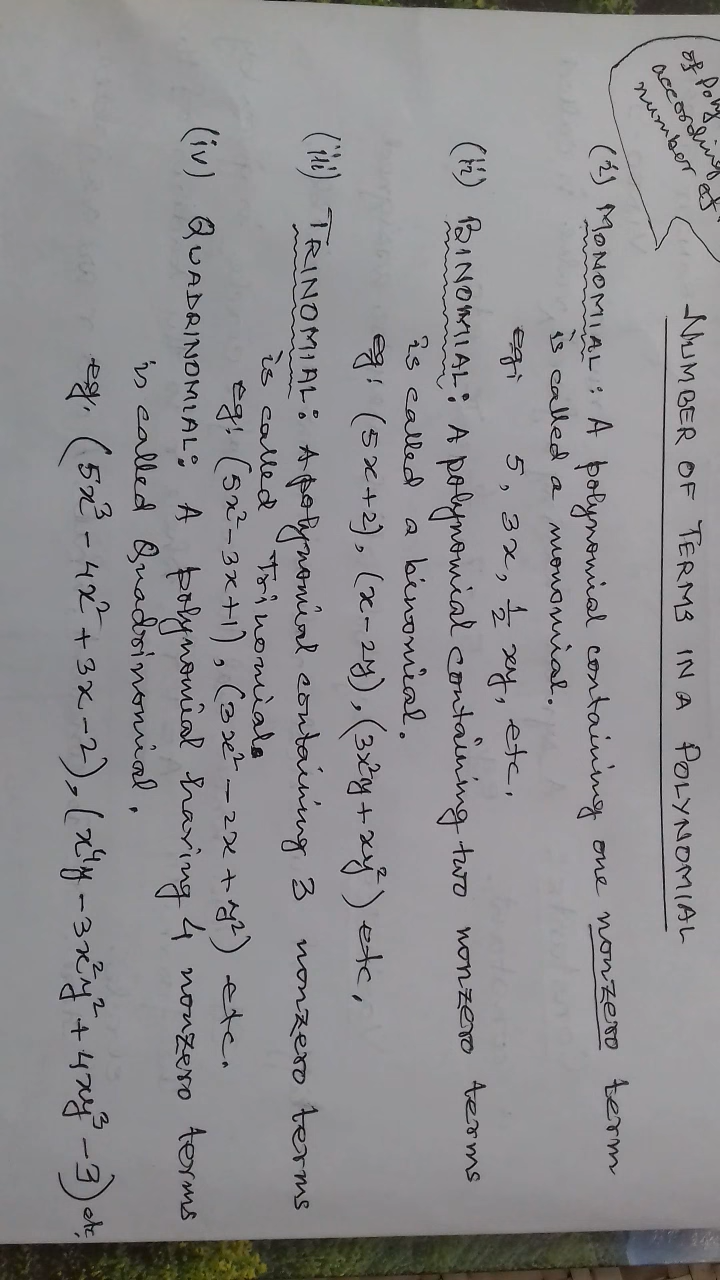 of Poly
according
number of
NUMBER OF TERMS IN A POLYNOMIAL
(i) MONOMIAL: A polynomial containing one nonzero term
is called a monomial.
eg: 5, 3x, 1/2 xy, etc.
(ii) BINOMIAL: A polynomial containing two nonzero terms
is called a binomial.
eg: (5x+2), (x-2y), (3x²y+xy²) etc.
(iii) TRINOMIAL: A polynomial containing 3 nonzero terms
is called Trinomial.
eg: (5x²-3x+1), (3x²-2x+y²) etc.
(iv) QUADRINOMIAL: A polynomial having 4 nonzero terms
is called Quadrinomial.
eg: (5x³-4x²+3x-2), (x⁴y-3x²y²+4xy³-3) etc.